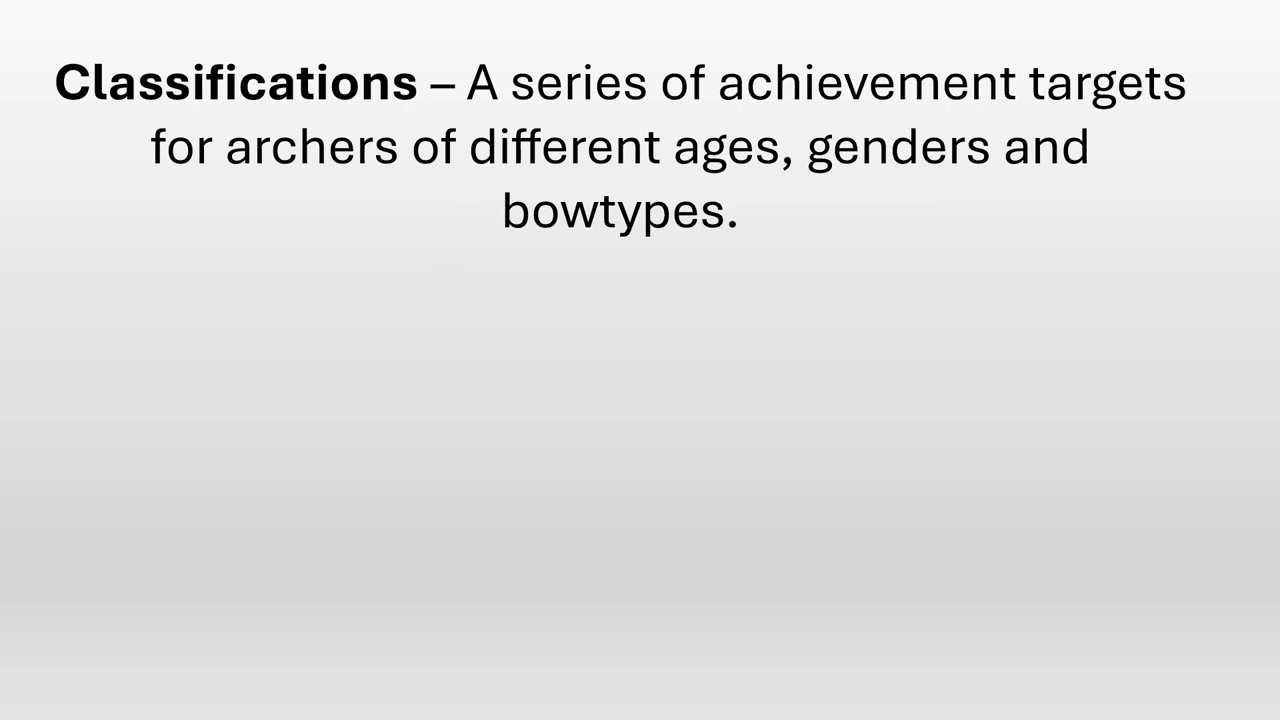 Classifications – A series of achievement targets
for archers of different ages, genders and
bowtypes.